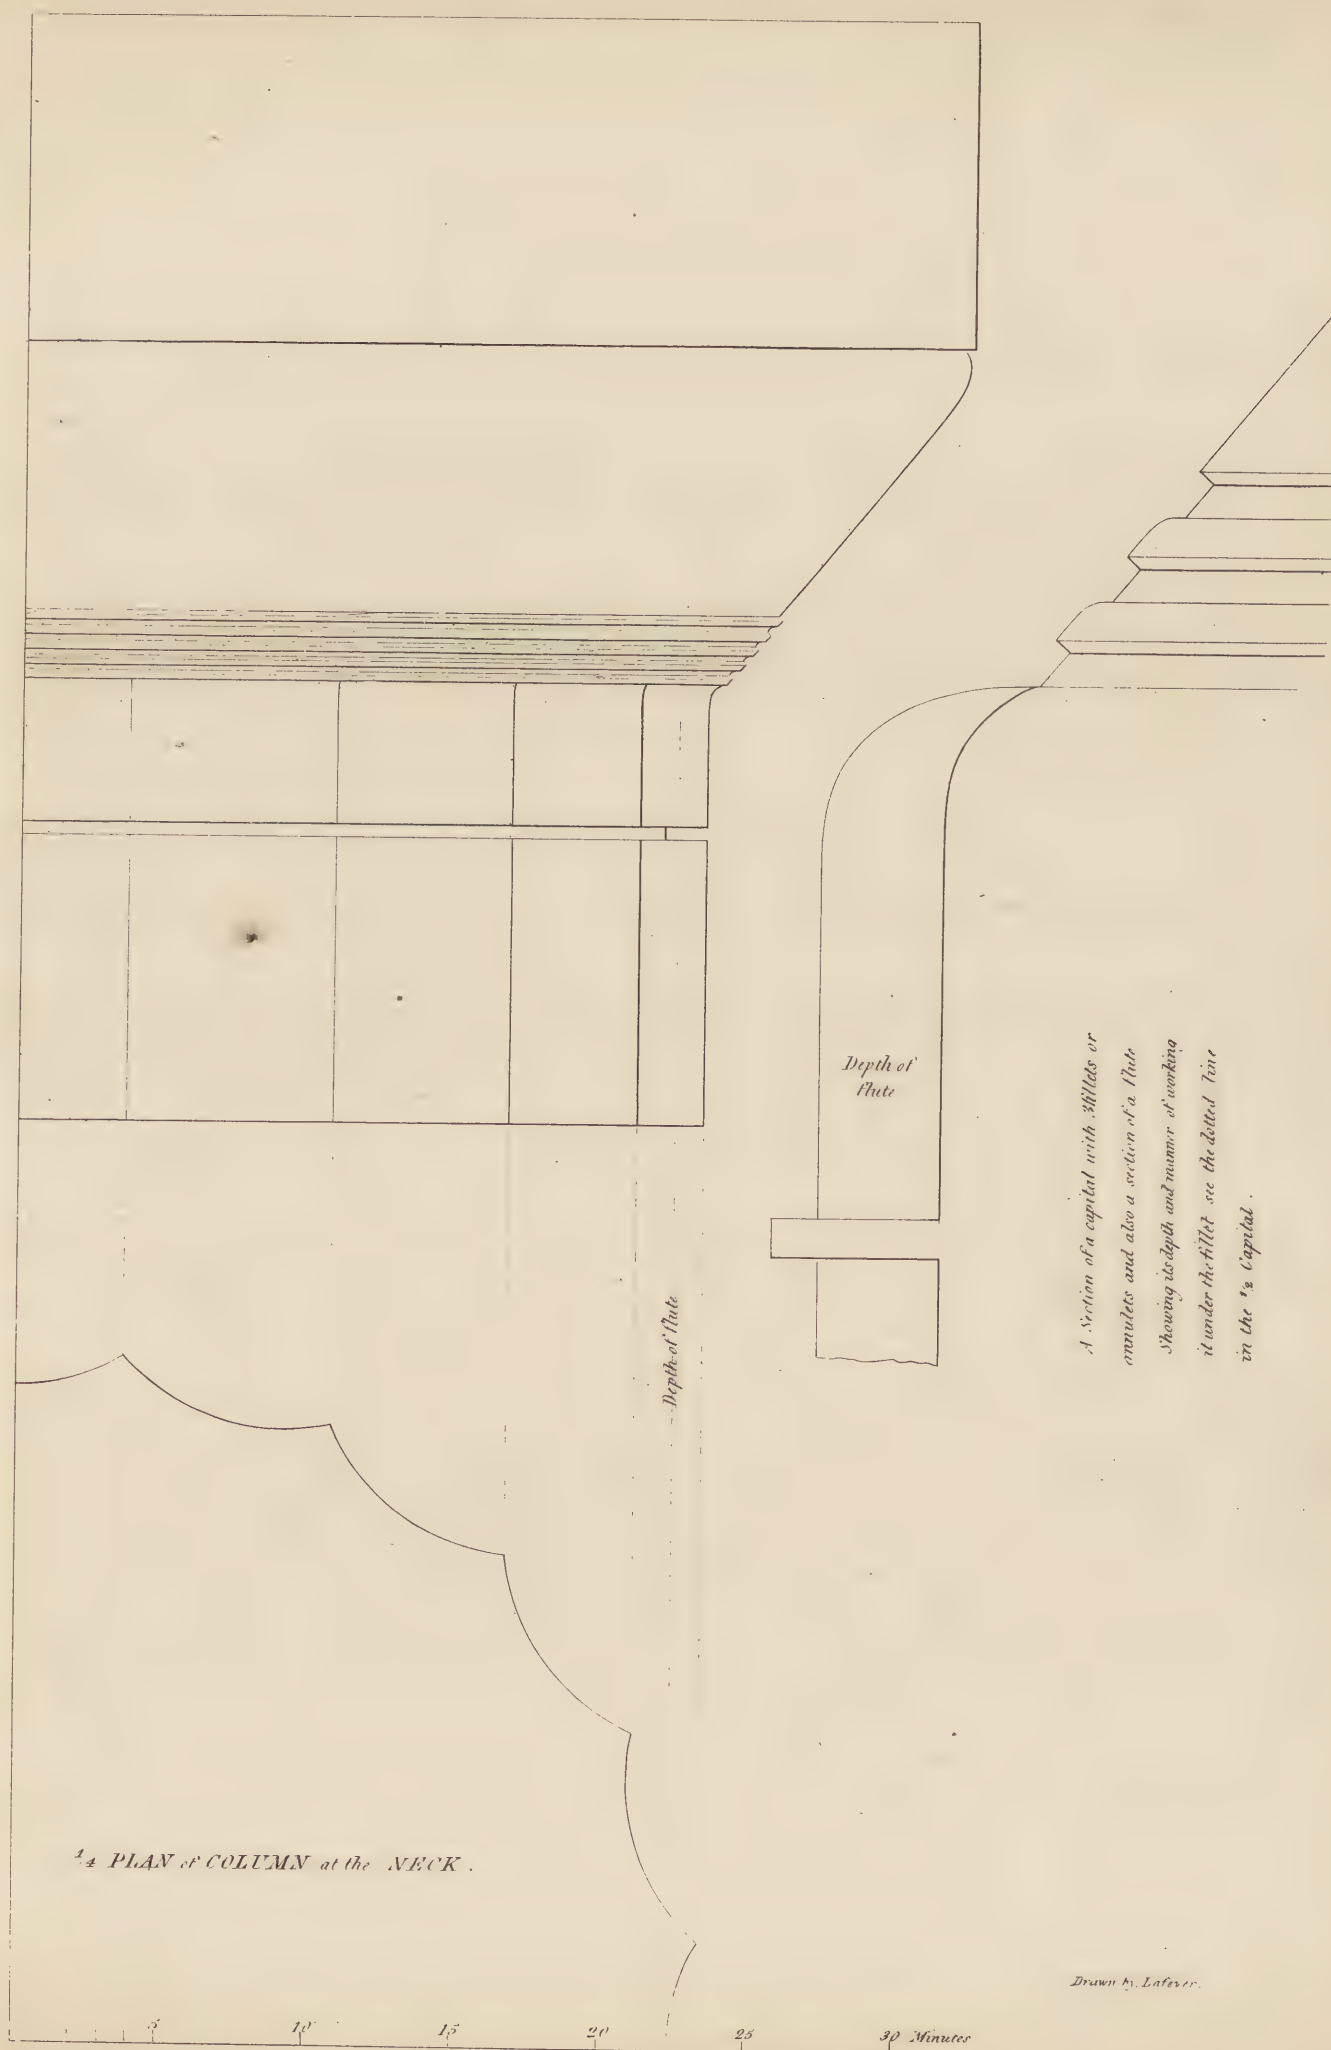 Depth of
flute
A Section of a capital with 3 fillets or
annulets and also a section of a flute
Showing its depth and manner of working
it under the fillet see the dotted line
in the ½ Capital.
Depth of flute
¼ PLAN of COLUMN at the NECK.
Drawn by Lafever.
5 10 15 20 25 30 Minutes